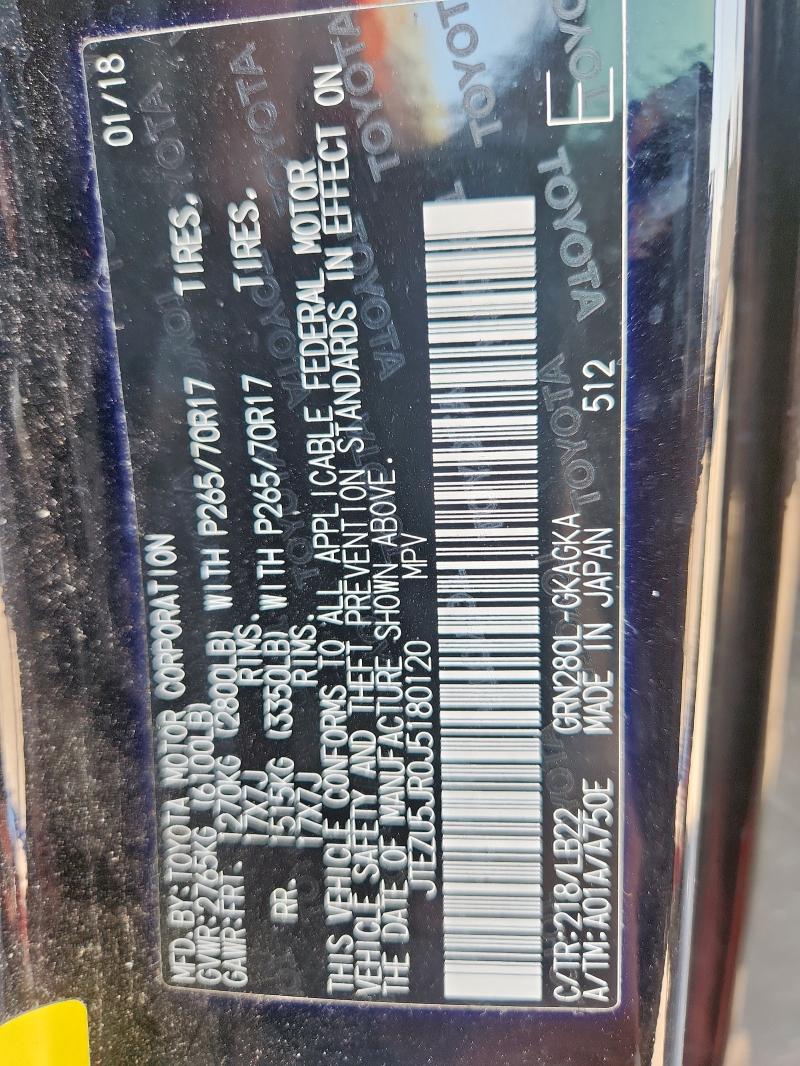 MFD. BY: TOYOTA MOTOR CORPORATION 01/18
GVWR: 2765KG (6100LB)
GAWR: FRT. 1270KG (2800LB) WITH P265/70R17 TIRES,
17X7J RIMS.
RR. 1515KG (3350LB) WITH P265/70R17 TIRES,
17X7J RIMS.
THIS VEHICLE CONFORMS TO ALL APPLICABLE FEDERAL MOTOR
VEHICLE SAFETY AND THEFT PREVENTION STANDARDS IN EFFECT ON
THE DATE OF MANUFACTURE SHOWN ABOVE.
JTEZU5JR0J5180120 MPV
C/TR: 218/LB22 GRN280L-GKAGKA
A/TM: A01A/A750E MADE IN JAPAN 512 E
TOYOTA